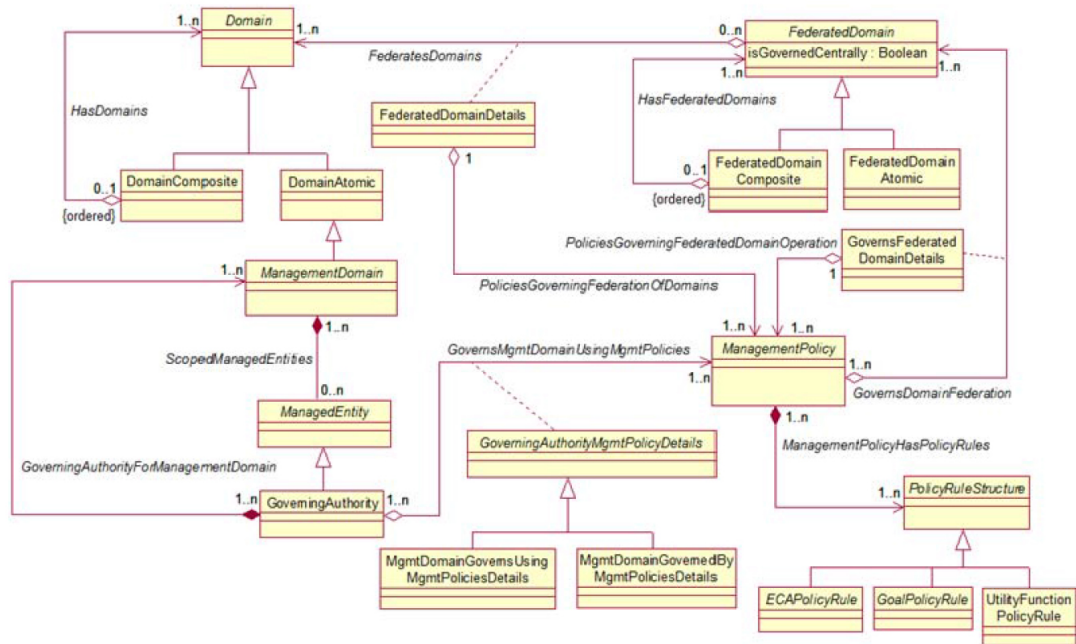 1..n
Domain
1..n
0..n
FederatedDomain
isGovernedCentrally : Boolean
FederatesDomains
1..n
1..n
HasDomains
FederatedDomainDetails
HasFederatedDomains
1
DomainComposite
DomainAtomic
FederatedDomain
Composite
FederatedDomain
Atomic
0..1
{ordered}
0..1
{ordered}
PoliciesGoverningFederatedDomainOperation
GovernsFederated
DomainDetails
1..n
ManagementDomain
1
PoliciesGoverningFederationOfDomains
1..n
1..n
1..n
ScopedManagedEntities
GovernsMgmtDomainUsingMgmtPolicies
ManagementPolicy
1..n
1..n
0..n
GovernsDomainFederation
ManagedEntity
1..n
GoverningAuthorityMgmtPolicyDetails
ManagementPolicyHasPolicyRules
GoverningAuthorityForManagementDomain
1..n
GoverningAuthority
1..n
1..n
PolicyRuleStructure
MgmtDomainGovernsUsing
MgmtPoliciesDetails
MgmtDomainGovernedBy
MgmtPoliciesDetails
ECAPolicyRule
GoalPolicyRule
UtilityFunction
PolicyRule